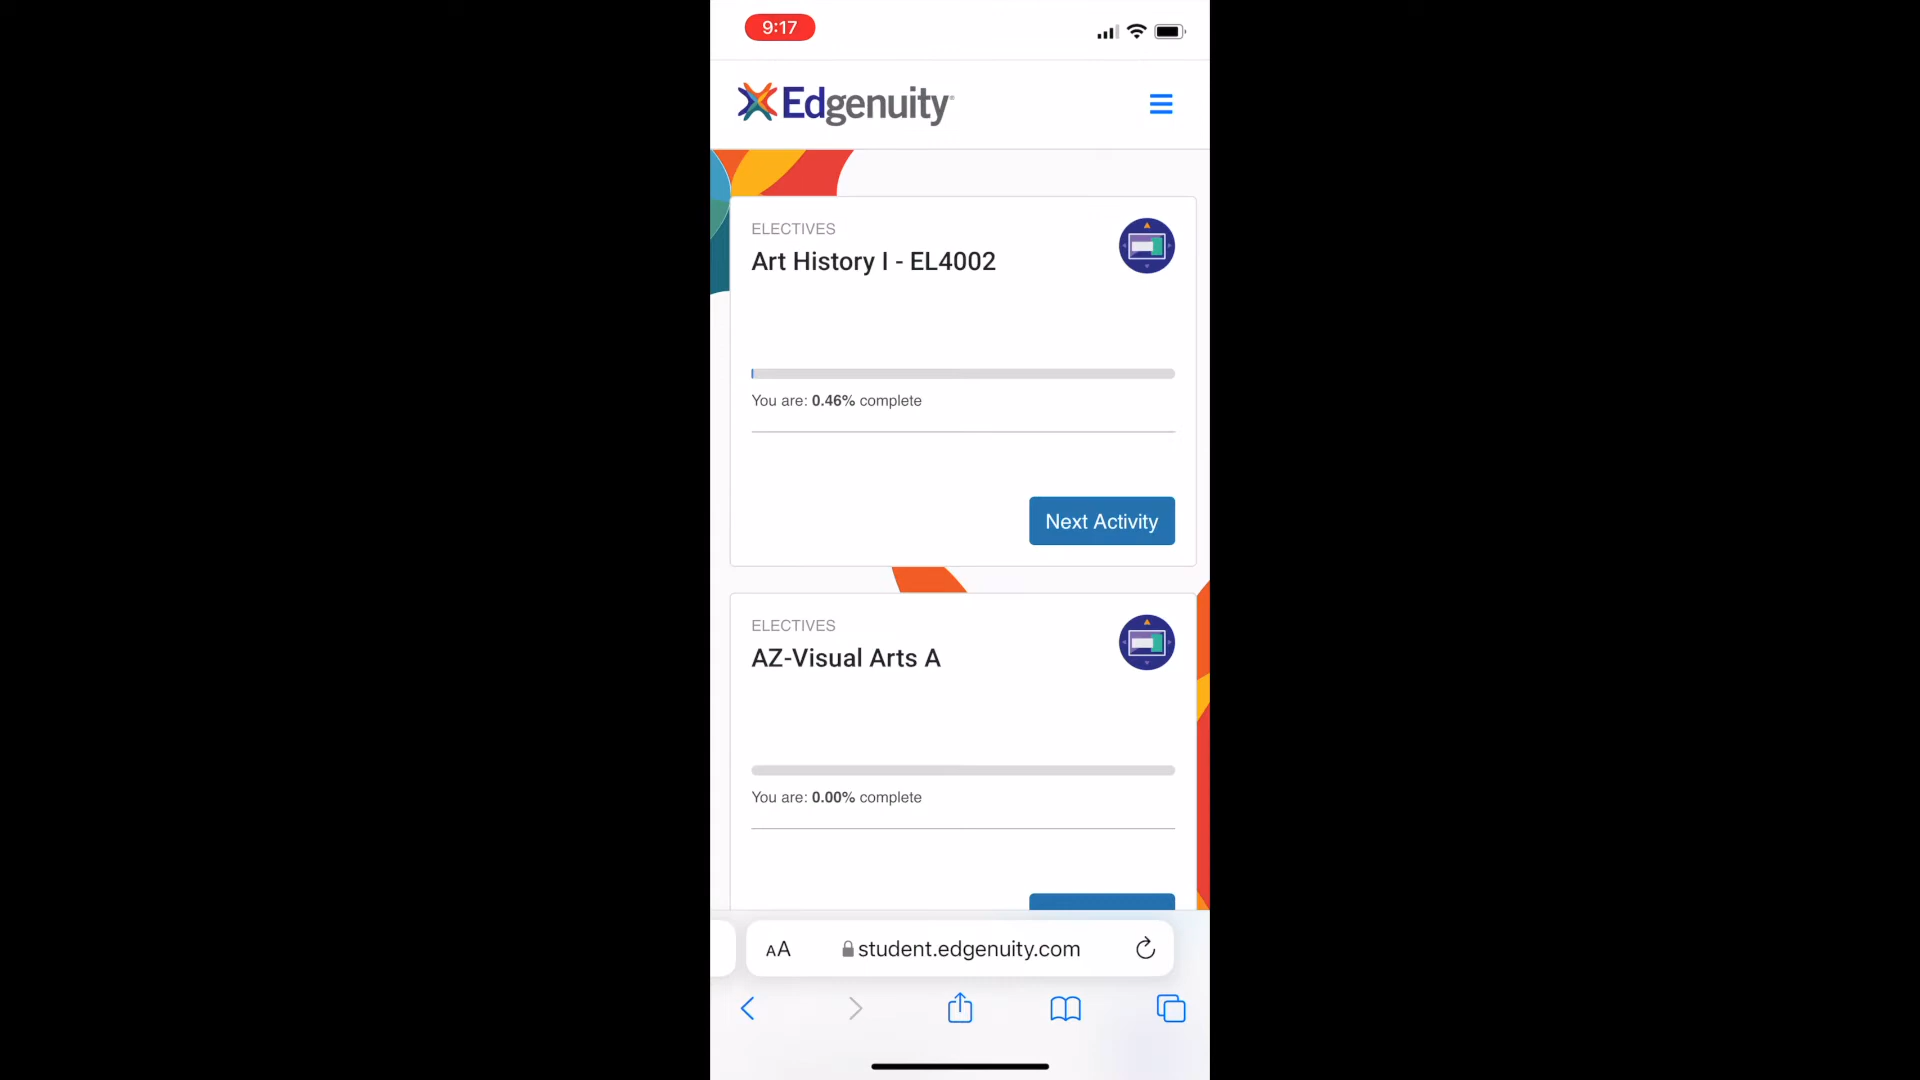 9:17
Edgenuity
ELECTIVES
Art History I - EL4002
You are: 0.46% complete
Next Activity
ELECTIVES
AZ-Visual Arts A
You are: 0.00% complete
AA student.edgenuity.com